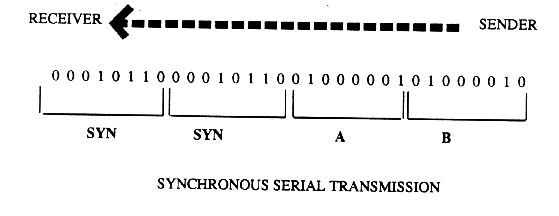 RECEIVER SENDER
0 0 0 1 0 1 1 0 0 0 0 1 0 1 1 0 0 1 0 0 0 0 0 1 0 1 0 0 0 0 1 0
SYN SYN A B
SYNCHRONOUS SERIAL TRANSMISSION